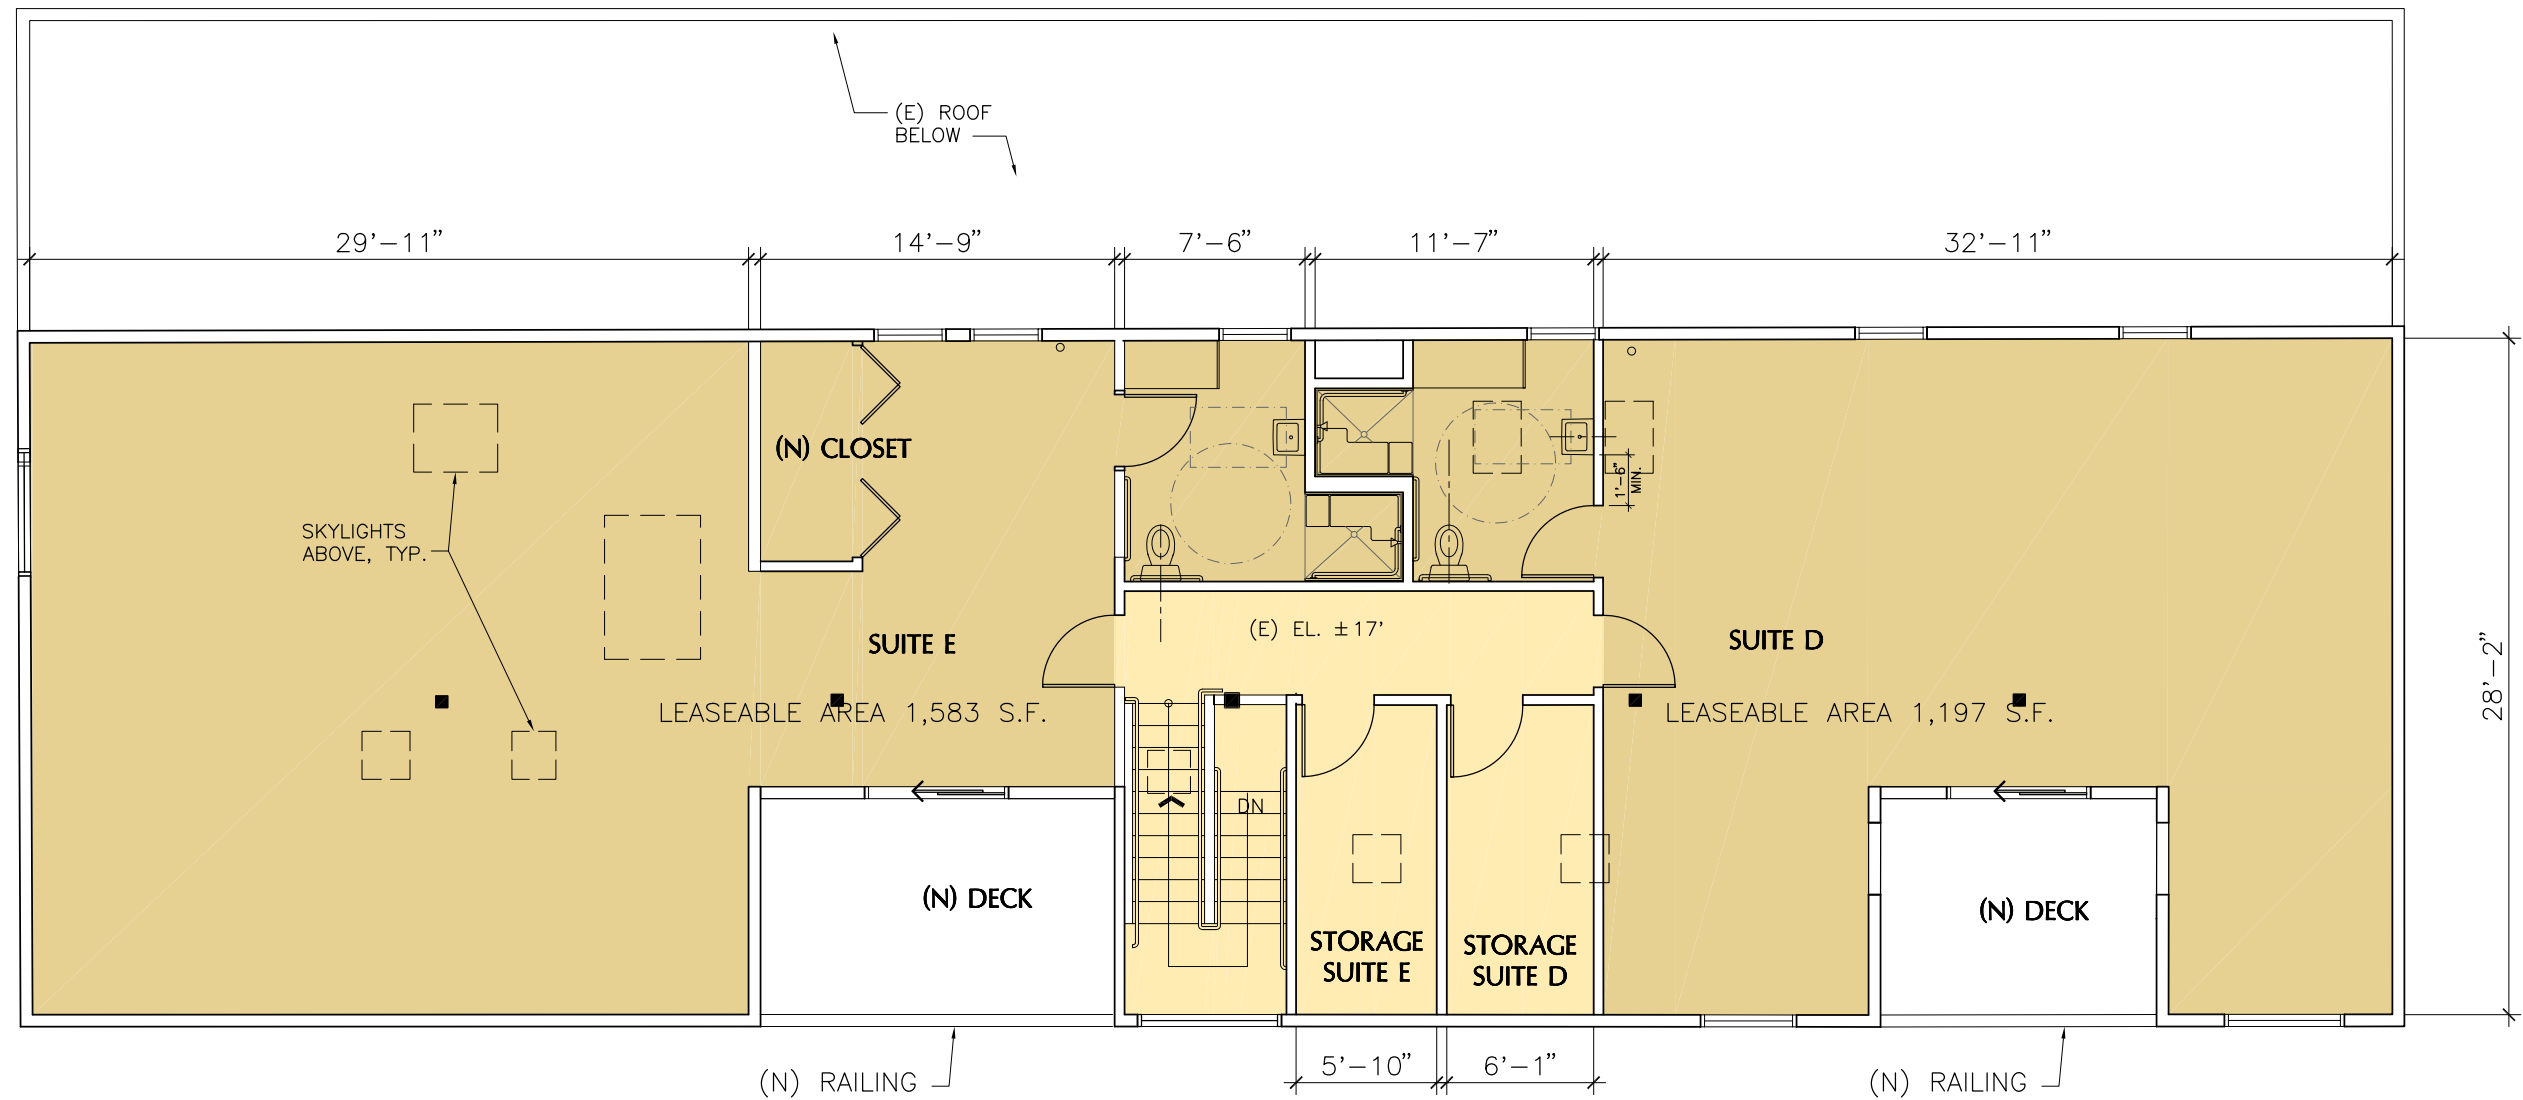 (E) ROOF
BELOW
29'-11"
14'-9"
7'-6"
11'-7"
32'-11"
(N) CLOSET
1'-6"
MIN.
SKYLIGHTS
ABOVE, TYP.
(E) EL. ±17'
SUITE E
SUITE D
28'-2"
LEASEABLE AREA 1,583 S.F.
LEASEABLE AREA 1,197 S.F.
DN
(N) DECK
(N) DECK
STORAGE
SUITE E
STORAGE
SUITE D
5'-10"
6'-1"
(N) RAILING
(N) RAILING